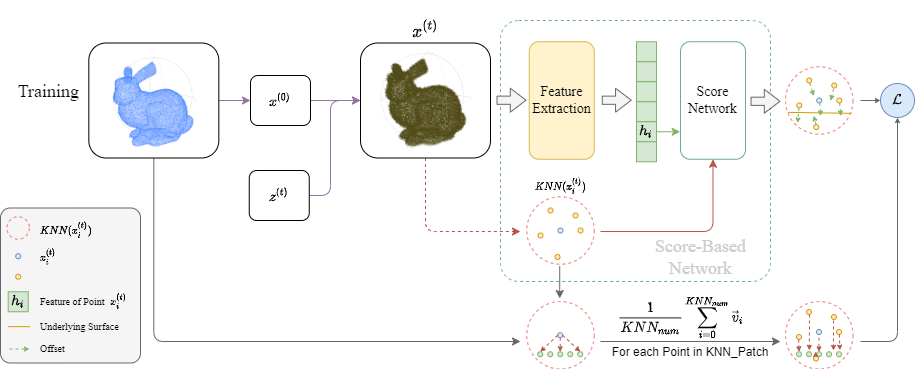 Training
x^{(0)}
z^{(t)}
x^{(t)}
Feature
Extraction
h_i
Score
Network
ℒ
KNN(x_i^{(t)})
Score-Based
Network
KNN(x_i^{(t)})
x_i^{(t)}
h_i Feature of Point x_i^{(t)}
Underlying Surface
Offset
\frac{1}{KNN_{num}} \sum_{i=0}^{KNN_{num}} \vec{v}_i
For each Point in KNN_Patch